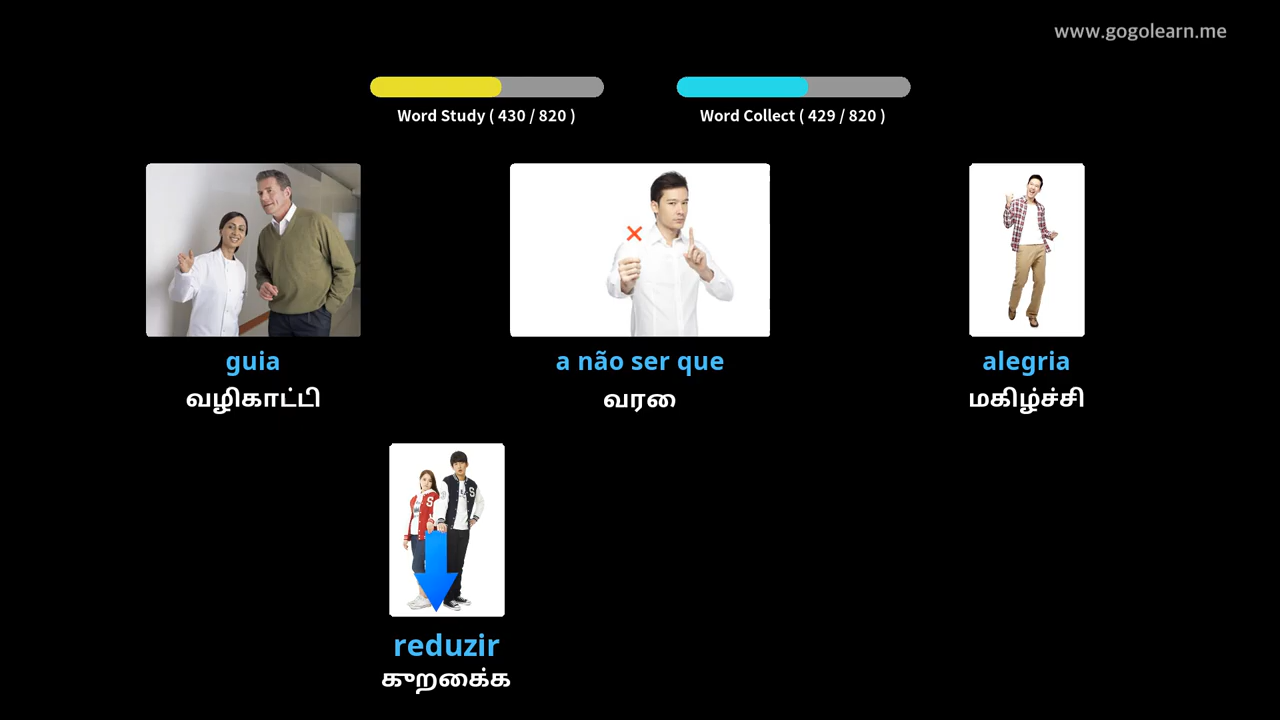 www.gogolearn.me
Word Study ( 430 / 820 )
Word Collect ( 429 / 820 )
guia
வழிகாட்டி
a não ser que
வரை
alegria
மகிழ்ச்சி
reduzir
குறைக்க
S
S